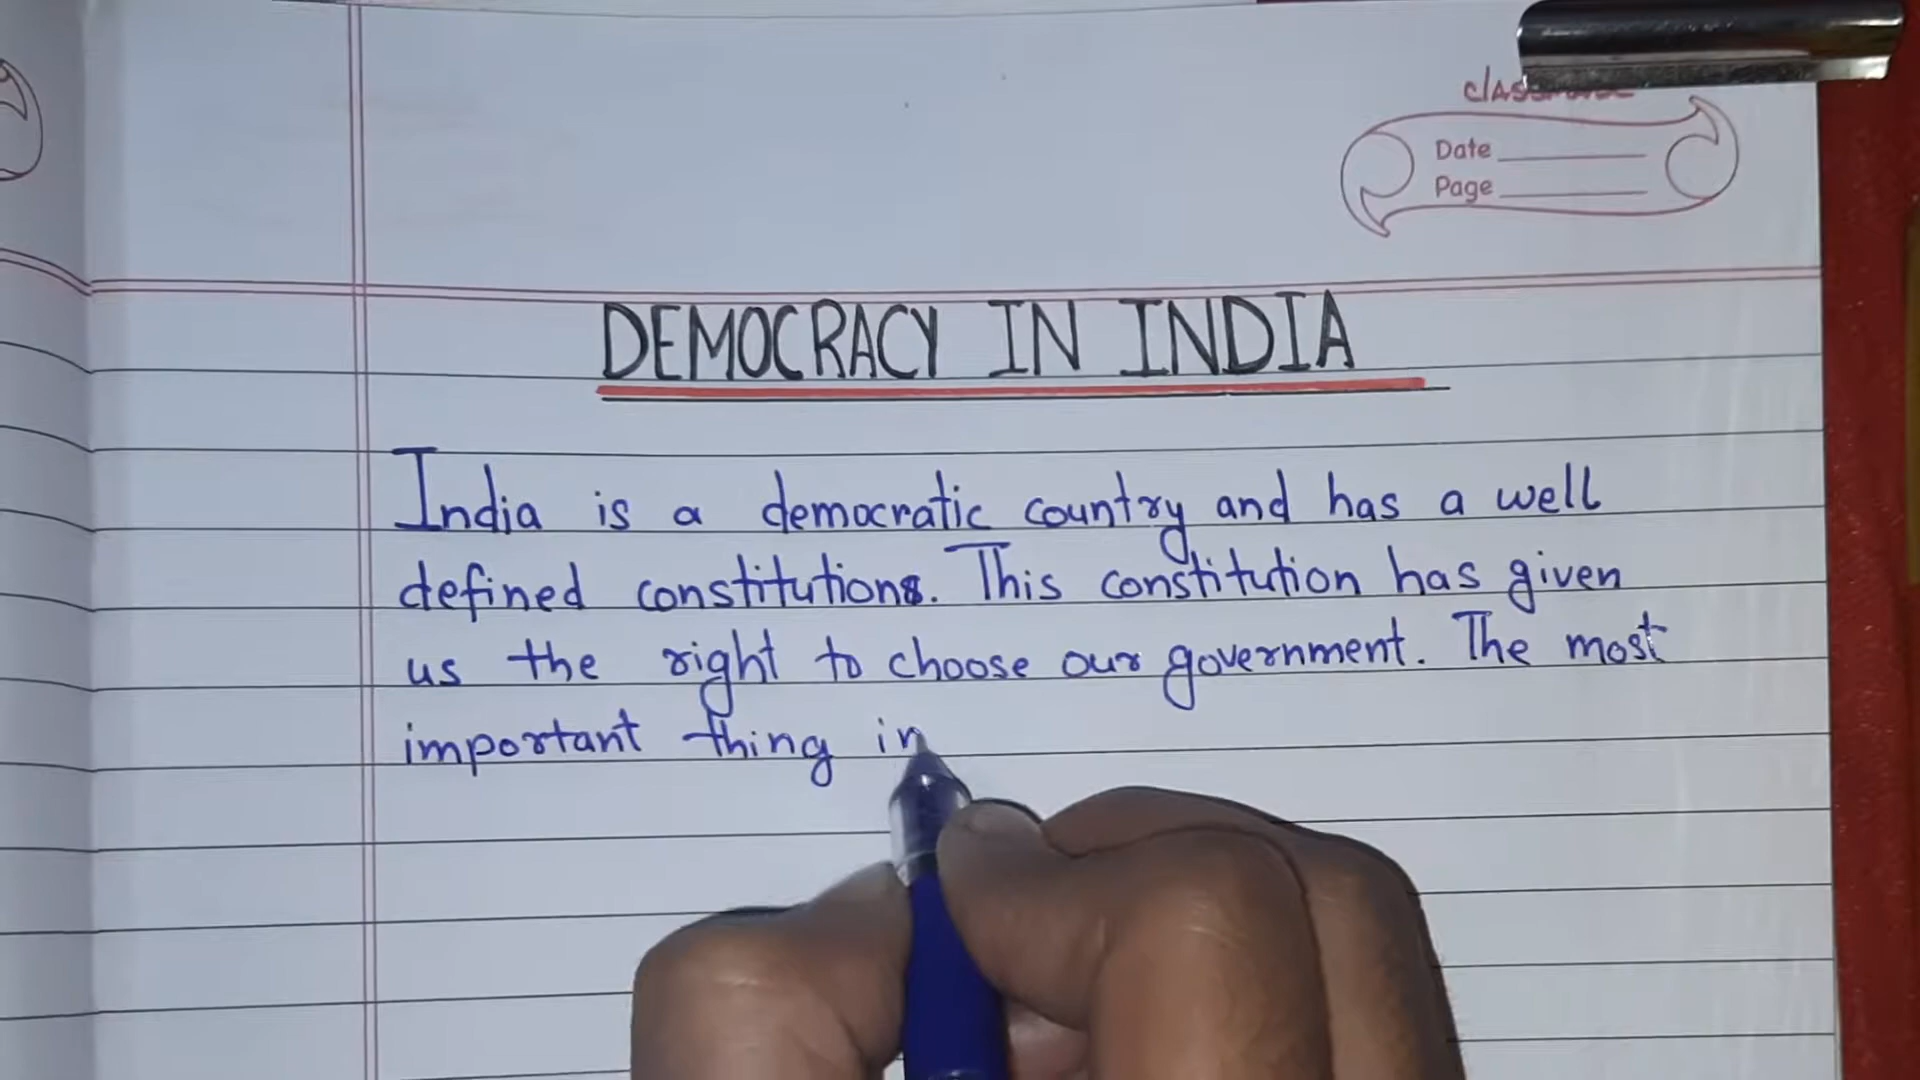 classmate
Date
Page
DEMOCRACY IN INDIA
India is a democratic country and has a well
defined constitutions. This constitution has given
us the right to choose our government. The most
important thing in